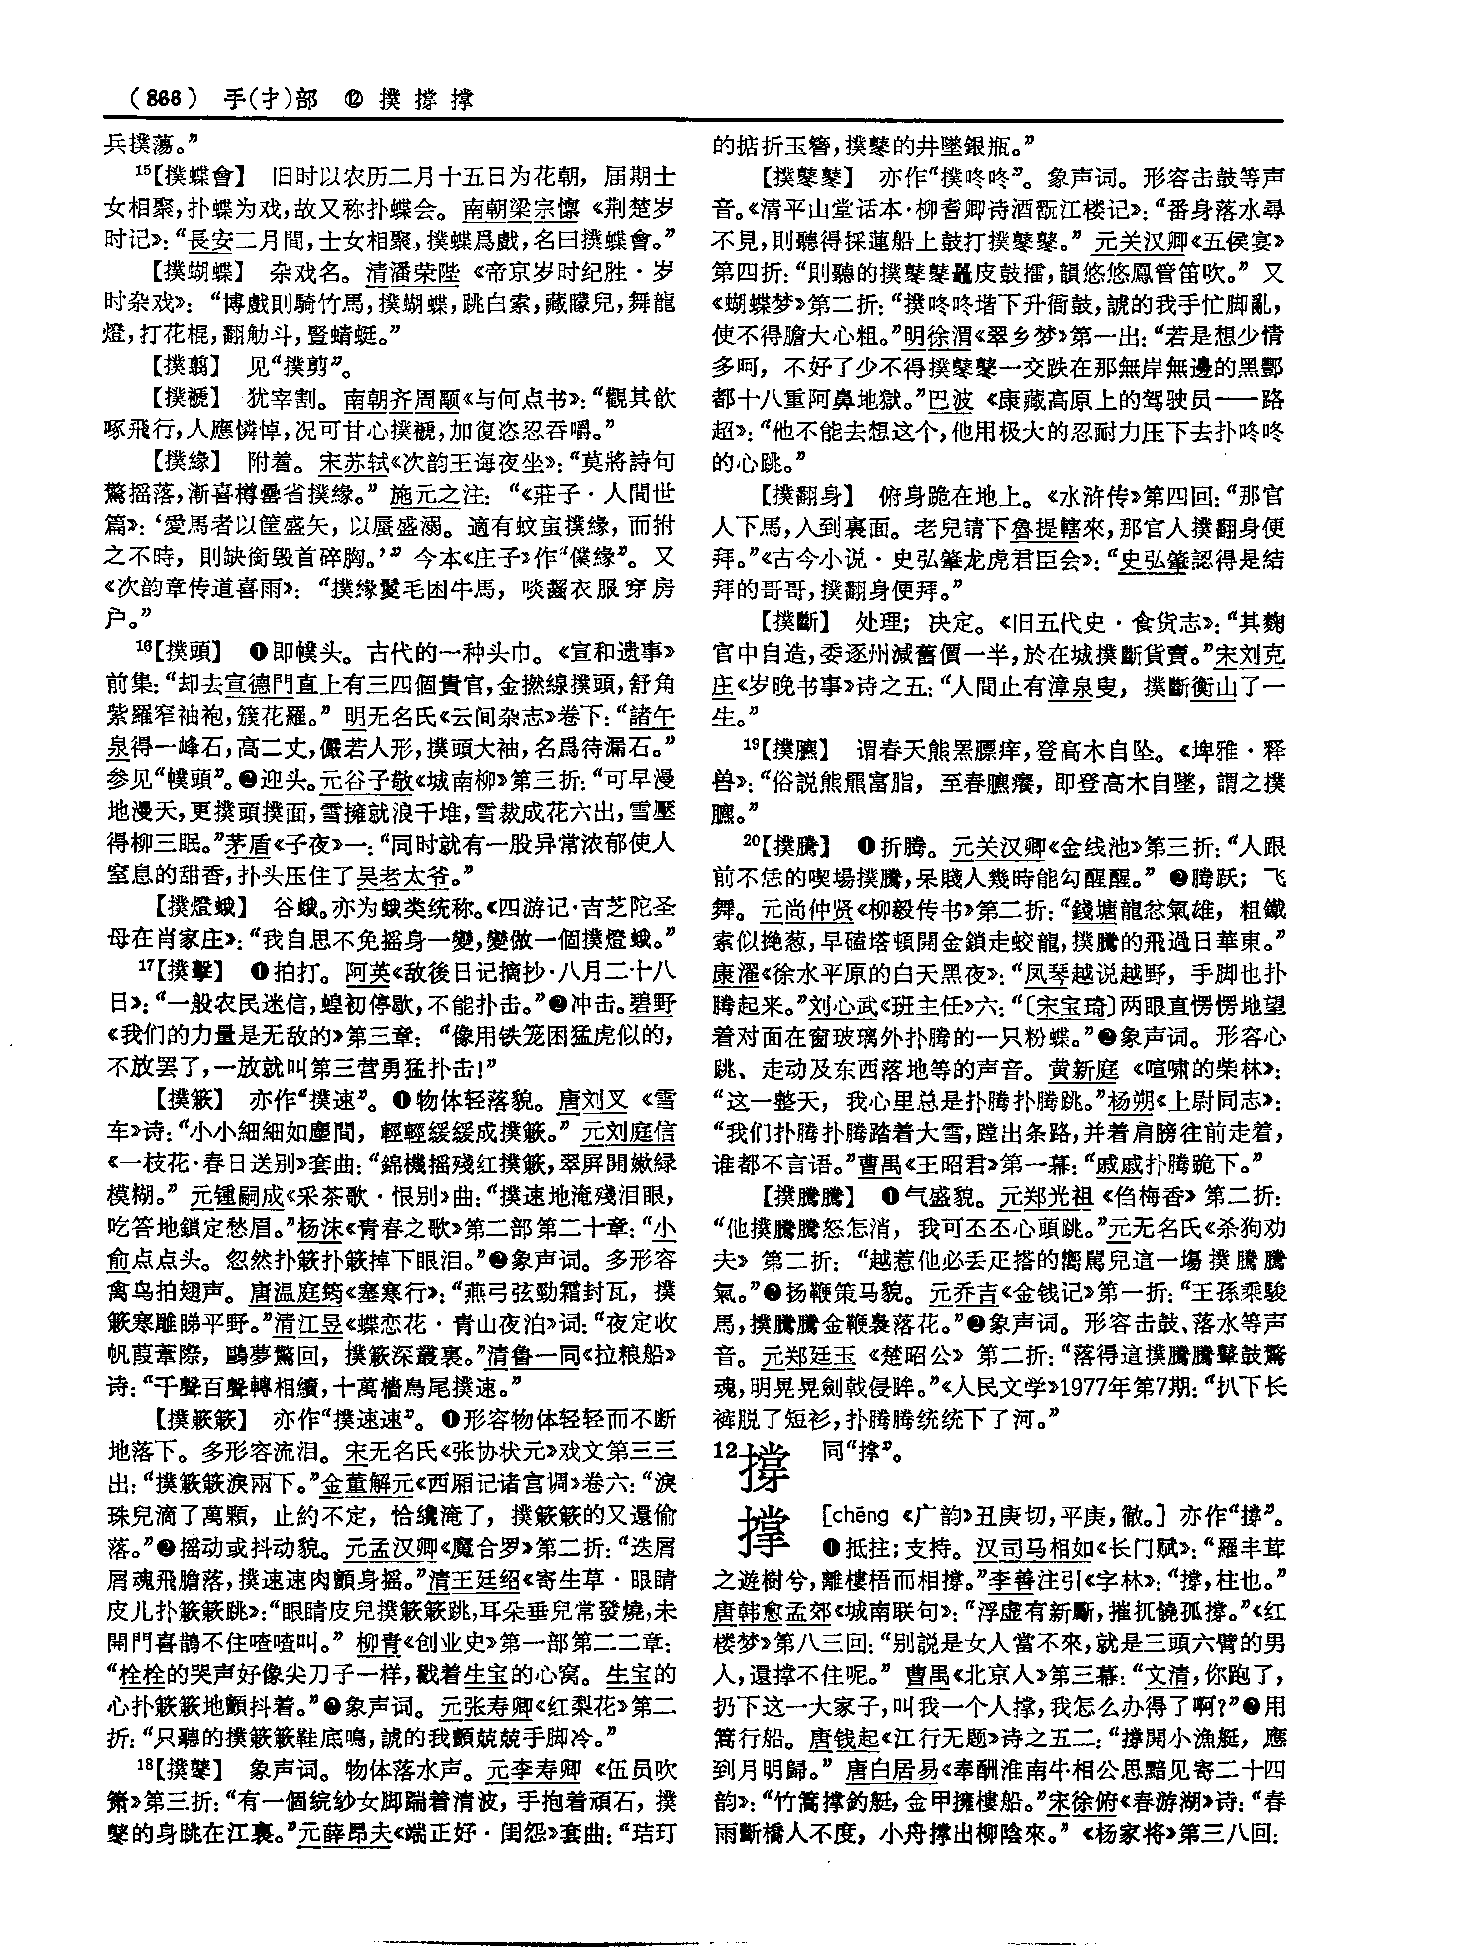 （866） 手(扌)部 ⑫ 撲 撐 撑
兵撲蕩。”
15【撲蝶會】 旧时以农历二月十五日为花朝，届期士
女相聚，扑蝶为戏，故又称扑蝶会。南朝梁宗懔《荆楚岁
时记》：“長安二月間，士女相聚，撲蝶爲戲，名曰撲蝶會。”
【撲蝴蝶】 杂戏名。清潘荣陛《帝京岁时纪胜·岁
时杂戏》：“博戲則騎竹馬，撲蝴蝶，跳白索，藏矇兒，舞龍
燈，打花棍，翻觔斗，豎蜻蜓。”
【撲翦】 见“撲剪”。
【撲褫】 犹宰割。南朝齐周颙《与何点书》：“觀其飲
啄飛行，人應憐悼，况可甘心撲褫，加復恣忍吞嚼。”
【撲緣】 附着。宋苏轼《次韵王诲夜坐》：“莫將詩句
驚摇落，漸喜樽罍省撲緣。”施元之注：“《莊子·人間世
篇》：‘愛馬者以筐盛矢，以蜃盛溺。適有蚊虻撲緣，而拊
之不時，則缺銜毁首碎胸。’” 今本《庄子》作“僕緣”。又
《次韵章传道喜雨》：“撲緣鬣毛困牛馬，啖齧衣服穿房
户。”
16【撲頭】 ❶即幞头。古代的一种头巾。《宣和遗事》
前集：“却去宣德門直上有三四個貴官，金撚線撲頭，舒角
紫羅窄袖袍，簇花羅。” 明无名氏《云间杂志》卷下：“諸午
泉得一峰石，高二丈，儼若人形，撲頭大袖，名爲待漏石。”
参见“幞頭”。❷迎头。元谷子敬《城南柳》第三折：“可早漫
地漫天，更撲頭撲面，雪擁就浪千堆，雪裁成花六出，雪壓
得柳三眠。”茅盾《子夜》一：“同时就有一股异常浓郁使人
窒息的甜香，扑头压住了吴老太爷。”
【撲燈蛾】 谷蛾。亦为蛾类统称。《四游记·吉芝陀圣
母在肖家庄》：“我自思不免摇身一變，變做一個撲燈蛾。”
17【撲擊】 ❶拍打。阿英《敌後日记摘抄·八月二十八
日》：“一般农民迷信，蝗初停歇，不能扑击。”❷冲击。碧野
《我们的力量是无敌的》第三章：“像用铁笼困猛虎似的，
不放罢了，一放就叫第三营勇猛扑击！”
【撲簌】 亦作“撲速”。❶物体轻落貌。唐刘叉《雪
车》诗：“小小細細如塵間，輕輕緩緩成撲簌。” 元刘庭信
《一枝花·春日送别》套曲：“錦機摇殘红撲簌，翠屏開嫩緑
模糊。” 元锺嗣成《采茶歌·恨别》曲：“撲速地淹殘泪眼，
吃答地鎖定愁眉。”杨沫《青春之歌》第二部第二十章：“小
俞点点头。忽然扑簌扑簌掉下眼泪。”❷象声词。多形容
禽鸟拍翅声。唐温庭筠《塞寒行》：“燕弓弦勁霜封瓦，撲
簌寒雕睇平野。”清江昱《蝶恋花·青山夜泊》词：“夜定收
帆葭葦際，鷗夢驚回，撲簌深叢裏。”清鲁一同《拉粮船》
诗：“千聲百聲轉相續，十萬檣烏尾撲速。”
【撲簌簌】 亦作“撲速速”。❶形容物体轻轻而不断
地落下。多形容流泪。宋无名氏《张协状元》戏文第三三
出：“撲簌簌淚兩下。”金董解元《西厢记诸宫调》卷六：“淚
珠兒滴了萬顆，止約不定，恰纔淹了，撲簌簌的又還偷
落。”❷摇动或抖动貌。元孟汉卿《魔合罗》第二折：“迭屑
屑魂飛膽落，撲速速肉顫身摇。”清王廷绍《寄生草·眼睛
皮儿扑簌簌跳》：“眼睛皮兒撲簌簌跳，耳朵垂兒常發燒，未
開門喜鹊不住喳喳叫。” 柳青《创业史》第一部第二二章：
“栓栓的哭声好像尖刀子一样，戳着生宝的心窝。生宝的
心扑簌簌地顫抖着。”❸象声词。元张寿卿《红梨花》第二
折：“只聽的撲簌簌鞋底鳴，諕的我顫兢兢手脚冷。”
18【撲鼕】 象声词。物体落水声。元李寿卿《伍员吹
箫》第三折：“有一個浣紗女脚踹着清波，手抱着頑石，撲
鼕的身跳在江裏。”元薛昂夫《端正好·闺怨》套曲：“咭玎
的掂折玉簪，撲鼕的井墜銀瓶。”
【撲鼕鼕】 亦作“撲咚咚”。象声词。形容击鼓等声
音。《清平山堂话本·柳耆卿诗酒翫江楼记》：“番身落水尋
不見，則聽得採蓮船上鼓打撲鼕鼕。” 元关汉卿《五侯宴》
第四折：“則聽的撲鼕鼕鼉皮鼓擂，韻悠悠鳳管笛吹。” 又
《蝴蝶梦》第二折：“撲咚咚堦下升衙鼓，諕的我手忙脚亂，
使不得膽大心粗。”明徐渭《翠乡梦》第一出：“若是想少情
多呵，不好了少不得撲鼕鼕一交跌在那無岸無邊的黑酆
都十八重阿鼻地獄。”巴波《康藏高原上的驾驶员——路
超》：“他不能去想这个，他用极大的忍耐力压下去扑咚咚
的心跳。”
【撲翻身】 俯身跪在地上。《水浒传》第四回：“那官
人下馬，入到裏面。老兒請下魯提轄來，那官人撲翻身便
拜。”《古今小说·史弘肇龙虎君臣会》：“史弘肇認得是結
拜的哥哥，撲翻身便拜。”
【撲斷】 处理；决定。《旧五代史·食货志》：“其麴
官中自造，委逐州減舊價一半，於在城撲斷貨賣。”宋刘克
庄《岁晚书事》诗之五：“人間止有漳泉叟，撲斷衡山了一
生。”
19【撲臕】 谓春天熊羆膘痒，登高木自坠。《埤雅·释
兽》：“俗説熊羆富脂，至春臕癢，即登高木自墜，謂之撲
臕。”
20【撲騰】 ❶折腾。元关汉卿《金线池》第三折：“人跟
前不恁的喫場撲騰，呆賤人幾時能勾醒醒。” ❷腾跃；飞
舞。元尚仲贤《柳毅传书》第二折：“錢塘龍忿氣雄，粗鐵
索似挽葱，早磕塔頓開金鎖走蛟龍，撲騰的飛過日華東。”
康濯《徐水平原的白天黑夜》：“凤琴越说越野，手脚也扑
腾起来。”刘心武《班主任》六：“〔宋宝琦〕两眼直愣愣地望
着对面在窗玻璃外扑腾的一只粉蝶。”❸象声词。形容心
跳、走动及东西落地等的声音。黄新庭《喧啸的柴林》：
“这一整天，我心里总是扑腾扑腾跳。”杨朔《上尉同志》：
“我们扑腾扑腾踏着大雪，蹚出条路，并着肩膀往前走着，
谁都不言语。”曹禺《王昭君》第一幕：“戚戚扑腾跪下。”
【撲騰騰】 ❶气盛貌。元郑光祖《㑇梅香》第二折：
“他撲騰騰怒怎消，我可丕丕心頭跳。”元无名氏《杀狗劝
夫》第二折：“越惹他必丢疋搭的嚮罵兒這一場撲騰騰
氣。”❷扬鞭策马貌。元乔吉《金钱记》第一折：“王孫乘駿
馬，撲騰騰金鞭裊落花。”❸象声词。形容击鼓、落水等声
音。元郑廷玉《楚昭公》第二折：“落得這撲騰騰鼙鼓驚
魂，明晃晃劍戟侵眸。”《人民文学》1977年第7期：“扒下长
裤脱了短衫，扑腾腾统统下了河。”
12撐 同“撑”。
撑 [chēng 《广韵》丑庚切，平庚，徹。] 亦作“撐”。
❶抵拄；支持。汉司马相如《长门赋》：“羅丰茸
之遊樹兮，離樓梧而相撐。”李善注引《字林》：“撐，柱也。”
唐韩愈孟郊《城南联句》：“浮虚有新劚，摧扤饒孤撐。”《红
楼梦》第八三回：“别説是女人當不來，就是三頭六臂的男
人，還撑不住呢。” 曹禺《北京人》第三幕：“文清，你跑了，
扔下这一大家子，叫我一个人撑，我怎么办得了啊？”❷用
篙行船。唐钱起《江行无题》诗之五二：“撐開小漁艇，應
到月明歸。” 唐白居易《奉酬淮南牛相公思黯见寄二十四
韵》：“竹篙撑釣艇，金甲擁樓船。”宋徐俯《春游湖》诗：“春
雨斷橋人不度，小舟撐出柳陰來。” 《杨家将》第三八回：